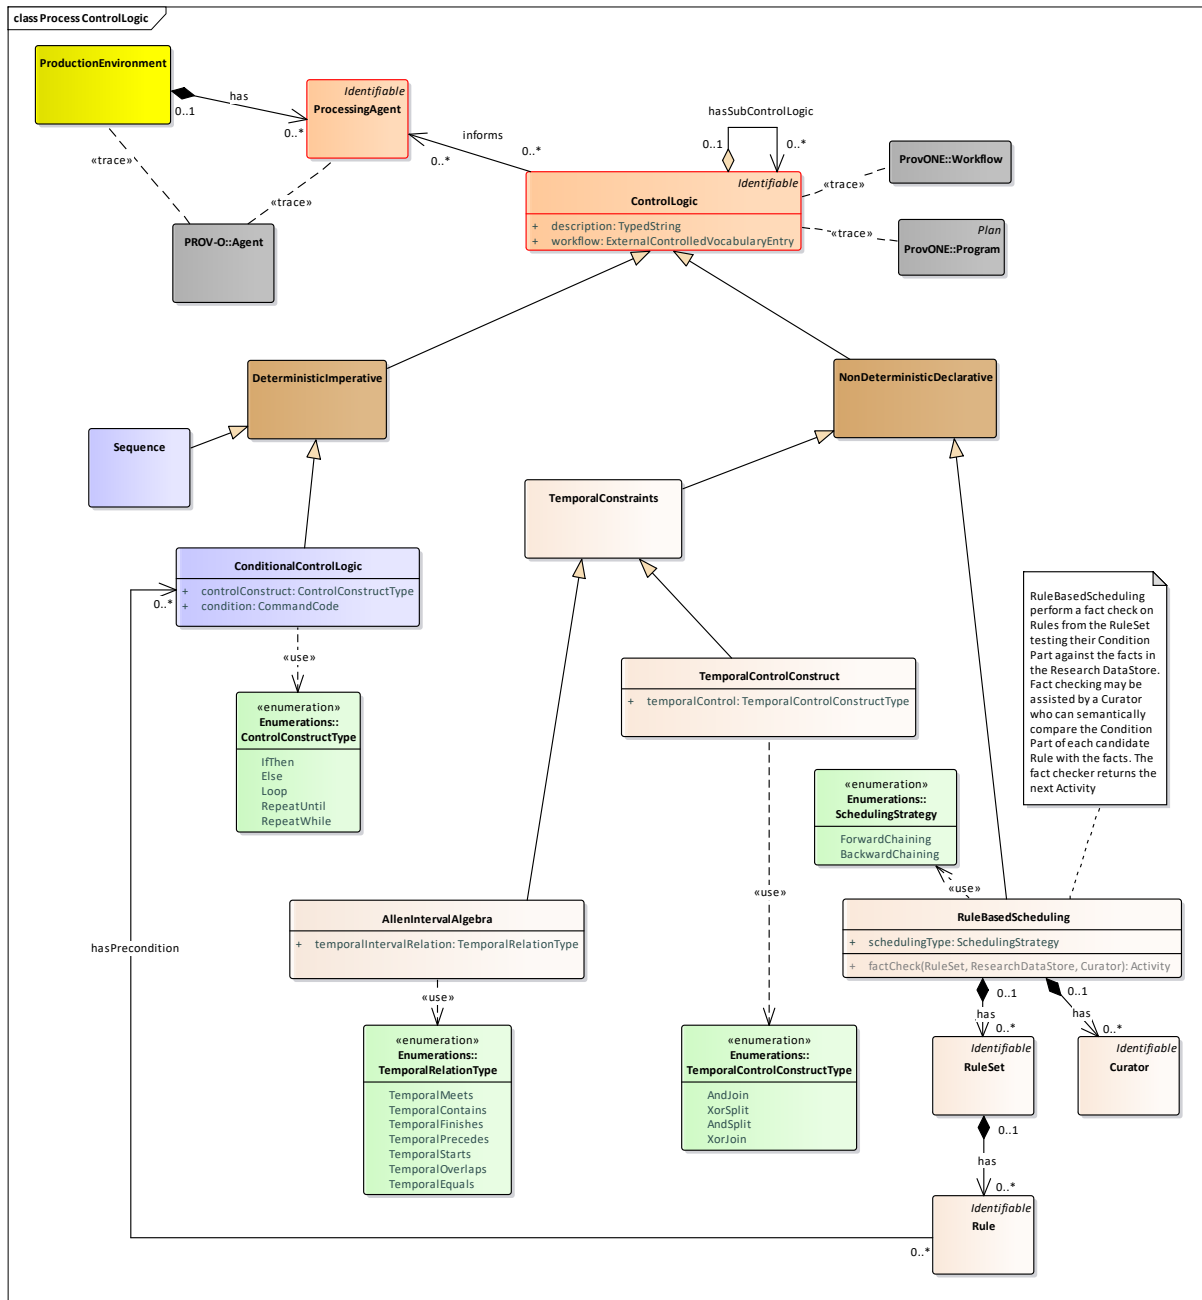 class Process ControlLogic
ProductionEnvironment
has
0..1
0..*
Identifiable
ProcessingAgent
informs
0..*
0..*
hasSubControlLogic
0..1
0..*
Identifiable
ControlLogic
+ description: TypedString
+ workflow: ExternalControlledVocabularyEntry
ProvONE::Workflow
«trace»
Plan
ProvONE::Program
«trace»
«trace»
«trace»
PROV-O::Agent
DeterministicImperative
NonDeterministicDeclarative
Sequence
TemporalConstraints
ConditionalControlLogic
+ controlConstruct: ControlConstructType
+ condition: CommandCode
0..*
«use»
«enumeration»
Enumerations::
ControlConstructType
IfThen
Else
Loop
RepeatUntil
RepeatWhile
TemporalControlConstruct
+ temporalControl: TemporalControlConstructType
RuleBasedScheduling
perform a fact check on
Rules from the RuleSet
testing their Condition
Part against the facts in
the Research DataStore.
Fact checking may be
assisted by a Curator
who can semantically
compare the Condition
Part of each candidate
Rule with the facts. The
fact checker returns the
next Activity
«enumeration»
Enumerations::
SchedulingStrategy
ForwardChaining
BackwardChaining
«use»
«use»
AllenIntervalAlgebra
+ temporalIntervalRelation: TemporalRelationType
«use»
RuleBasedScheduling
+ schedulingType: SchedulingStrategy
+ factCheck(RuleSet, ResearchDataStore, Curator): Activity
hasPrecondition
0..1
has
0..*
0..1
has
0..*
«enumeration»
Enumerations::
TemporalRelationType
TemporalMeets
TemporalContains
TemporalFinishes
TemporalPrecedes
TemporalStarts
TemporalOverlaps
TemporalEquals
«enumeration»
Enumerations::
TemporalControlConstructType
AndJoin
XorSplit
AndSplit
XorJoin
Identifiable
RuleSet
Identifiable
Curator
0..1
has
0..*
Identifiable
Rule
0..*